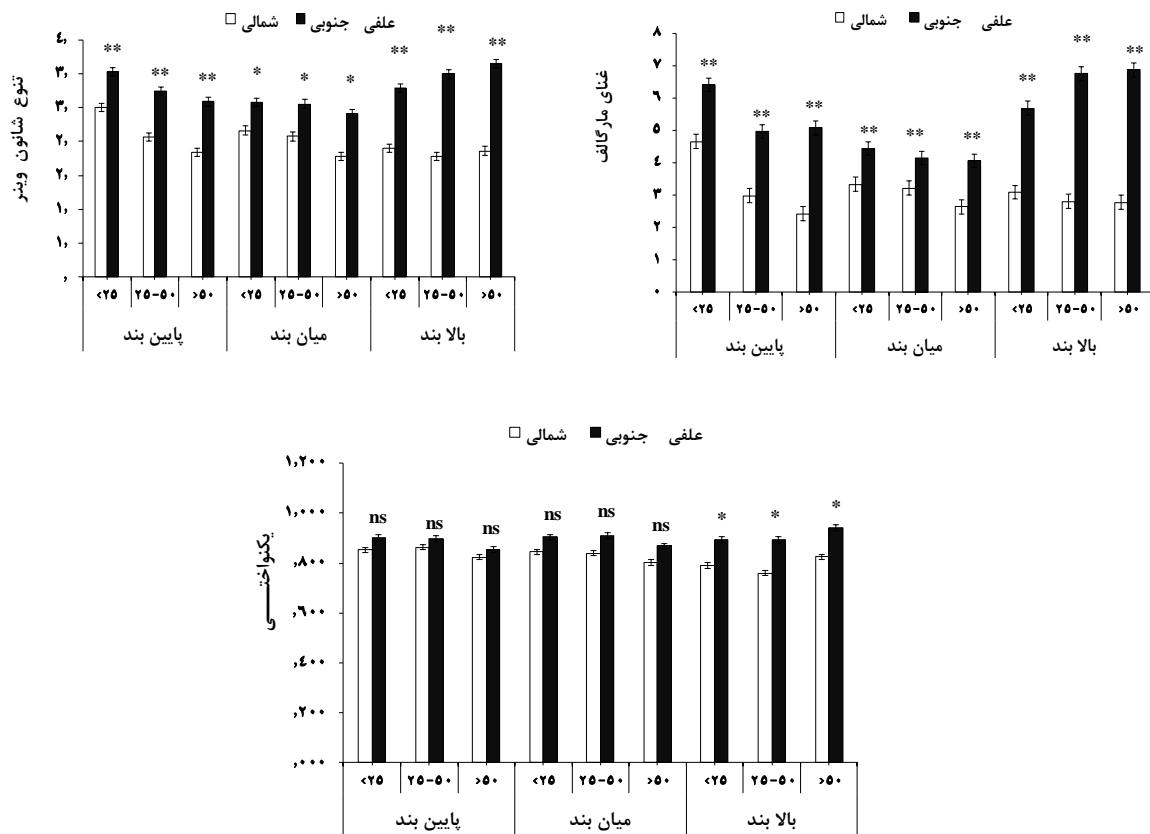 علفی جنوبی شمالی
تنوع شانون وینر
۴,
۳,
۳,
۲,
۲,
۱,
۱,
,
** ** ** * * * ** ** **
<۲۵ ۲۵-۵۰ >۵۰ <۲۵ ۲۵-۵۰ >۵۰ <۲۵ ۲۵-۵۰ >۵۰
پایین بند میان بند بالا بند
علفی جنوبی شمالی
غنای مارگالف
۸
۷
۶
۵
۴
۳
۲
۱
۰
** ** ** ** ** ** ** ** **
<۲۵ ۲۵-۵۰ >۵۰ <۲۵ ۲۵-۵۰ >۵۰ <۲۵ ۲۵-۵۰ >۵۰
پایین بند میان بند بالا بند
علفی جنوبی شمالی
یکنواختی
۱,۲۰۰
۱,۰۰۰
,۸۰۰
,۶۰۰
,۴۰۰
,۲۰۰
,۰۰۰
ns ns ns ns ns ns * * *
<۲۵ ۲۵-۵۰ >۵۰ <۲۵ ۲۵-۵۰ >۵۰ <۲۵ ۲۵-۵۰ >۵۰
پایین بند میان بند بالا بند